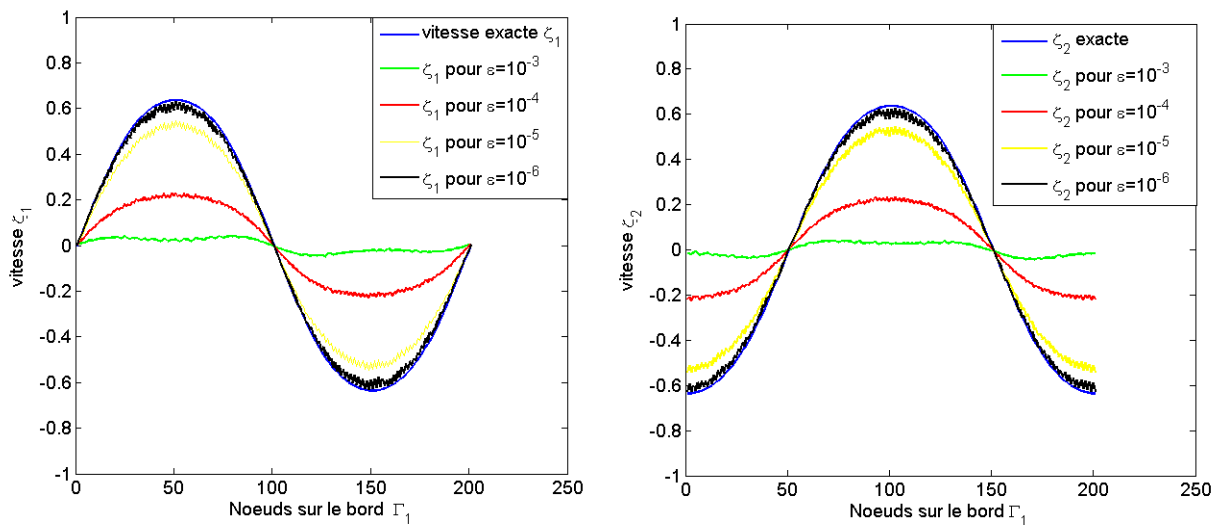 1
0.8
0.6
0.4
0.2
0
-0.2
-0.4
-0.6
-0.8
-1
0 50 100 150 200 250
vitesse ζ₁
Noeuds sur le bord Γ₁
vitesse exacte ζ₁
ζ₁ pour ε=10⁻³
ζ₁ pour ε=10⁻⁴
ζ₁ pour ε=10⁻⁵
ζ₁ pour ε=10⁻⁶
1
0.8
0.6
0.4
0.2
0
-0.2
-0.4
-0.6
-0.8
-1
0 50 100 150 200 250
vitesse ζ₂
Noeuds sur le bord Γ₁
ζ₂ exacte
ζ₂ pour ε=10⁻³
ζ₂ pour ε=10⁻⁴
ζ₂ pour ε=10⁻⁵
ζ₂ pour ε=10⁻⁶